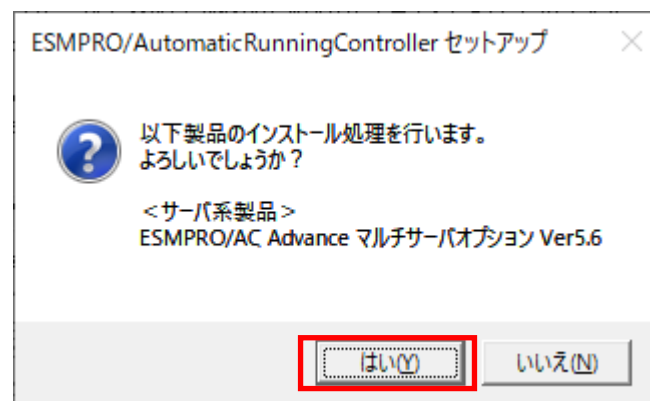 ESMPRO/AutomaticRunningController セットアップ
以下製品のインストール処理を行います。
よろしいでしょうか？
＜サーバ系製品＞
ESMPRO/AC Advance マルチサーバオプション Ver5.6
はい(Y)
いいえ(N)